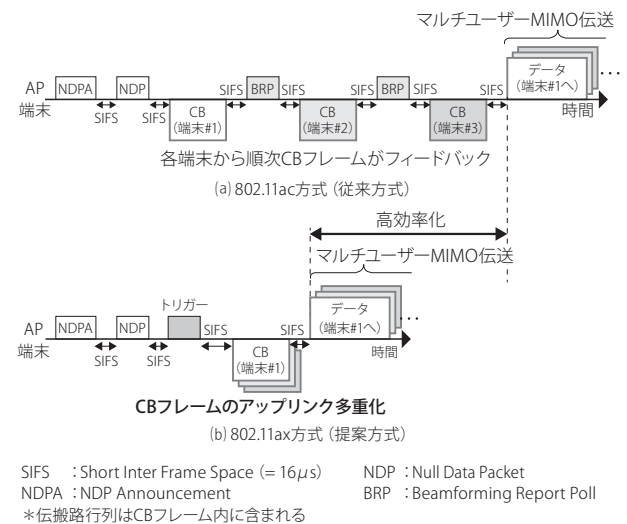 マルチユーザーMIMO伝送
AP
端末
NDPA
SIFS
NDP
SIFS
CB
(端末#1)
SIFS
BRP
SIFS
CB
(端末#2)
SIFS
BRP
SIFS
CB
(端末#3)
SIFS
データ
(端末#1へ)
…
時間
各端末から順次CBフレームがフィードバック
(a) 802.11ac方式(従来方式)
高効率化
マルチユーザーMIMO伝送
AP
端末
NDPA
SIFS
NDP
SIFS
トリガー
SIFS
CB
(端末#1)
SIFS
データ
(端末#1へ)
…
時間
CBフレームのアップリンク多重化
(b) 802.11ax方式(提案方式)
SIFS :Short Inter Frame Space (= 16μs)
NDP :Null Data Packet
NDPA :NDP Announcement
BRP :Beamforming Report Poll
*伝搬路行列はCBフレーム内に含まれる